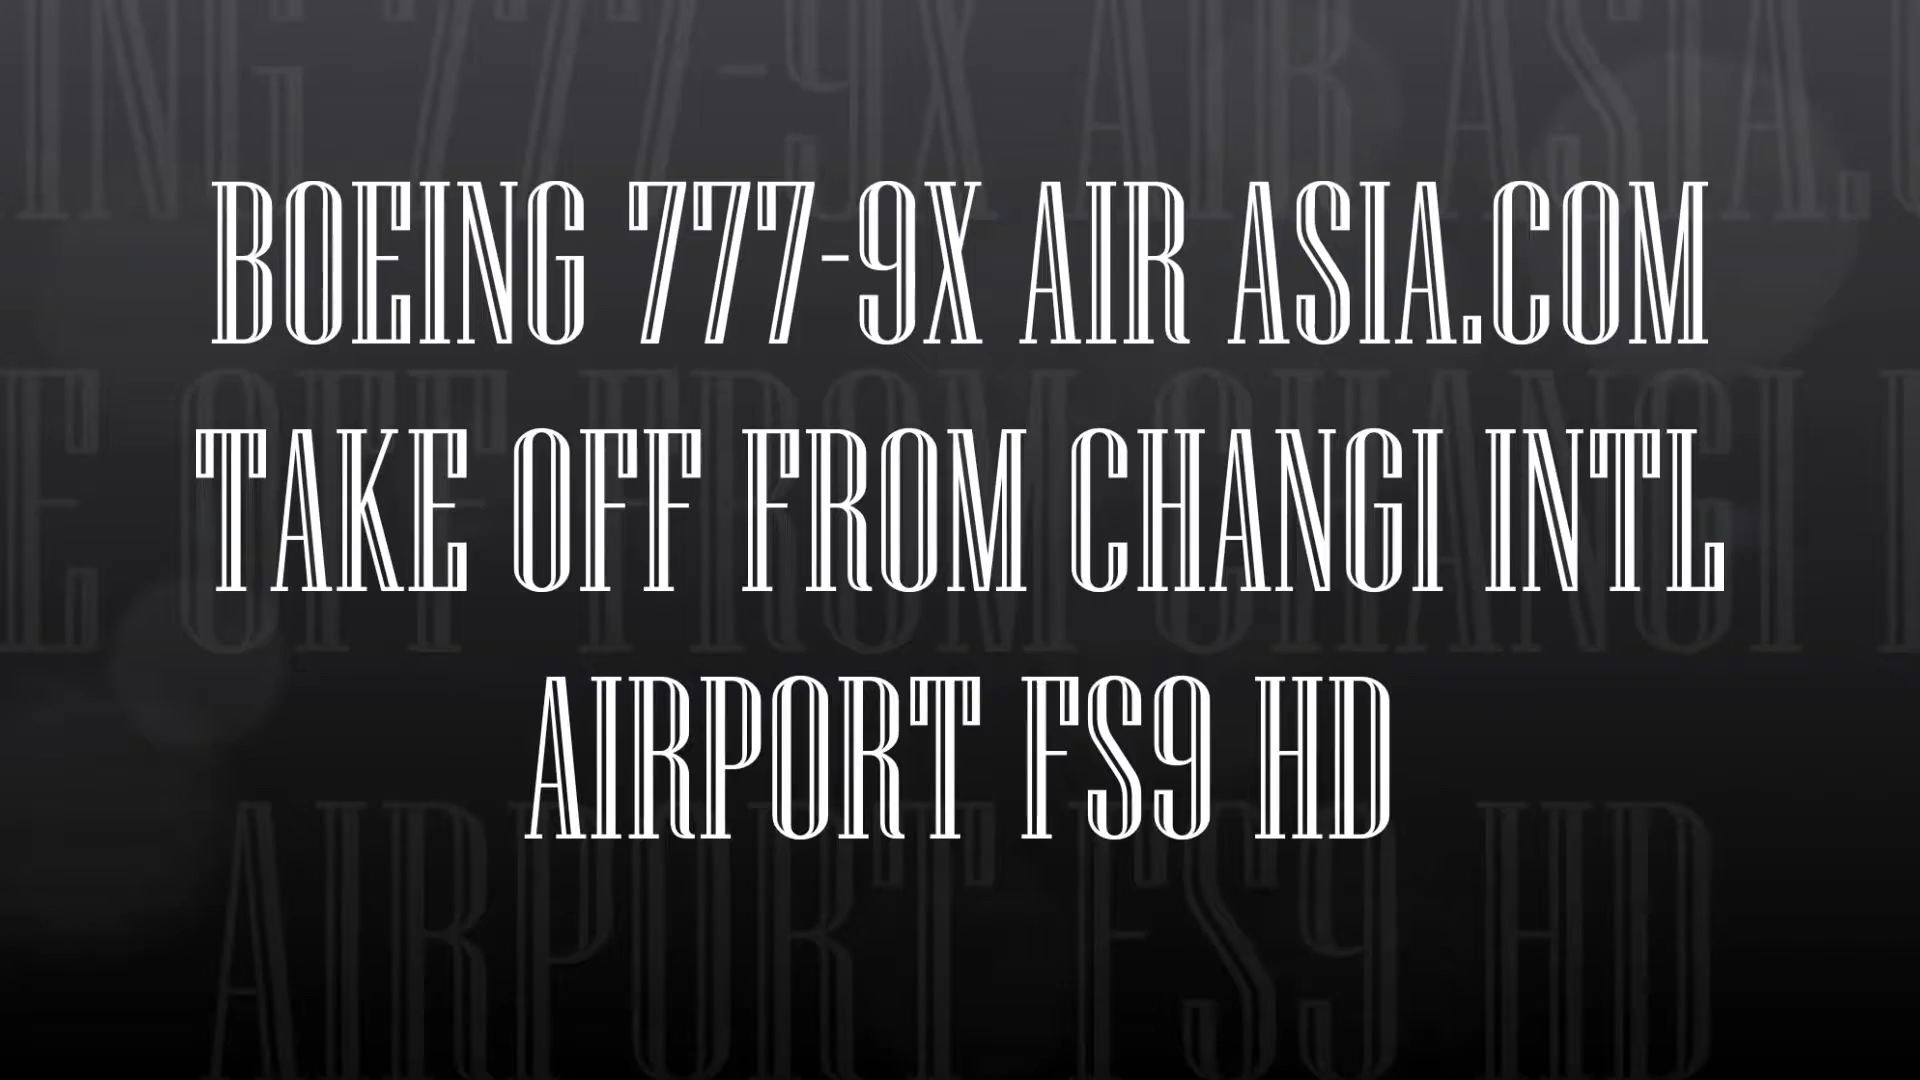 BOEING 777-9X AIR ASIA.COM
TAKE OFF FROM CHANGI INTL
AIRPORT FS9 HD